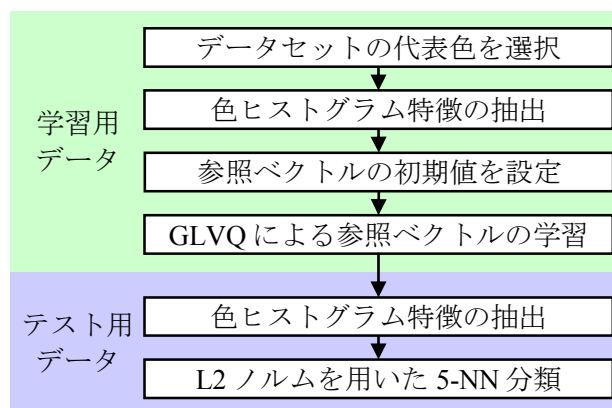 学習用
データ
データセットの代表色を選択
色ヒストグラム特徴の抽出
参照ベクトルの初期値を設定
GLVQによる参照ベクトルの学習
テスト用
データ
色ヒストグラム特徴の抽出
L2 ノルムを用いた 5-NN 分類